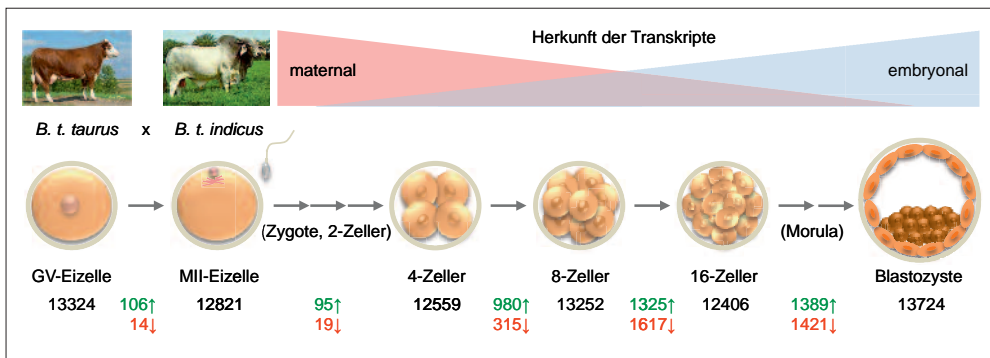 Herkunft der Transkripte
maternal
embryonal
B. t. taurus x B. t. indicus
(Zygote, 2-Zeller)
(Morula)
GV-Eizelle MII-Eizelle 4-Zeller 8-Zeller 16-Zeller Blastozyste
13324 106↑ 12821 95↑ 12559 980↑ 13252 1325↑ 12406 1389↑ 13724
14↓ 19↓ 315↓ 1617↓ 1421↓